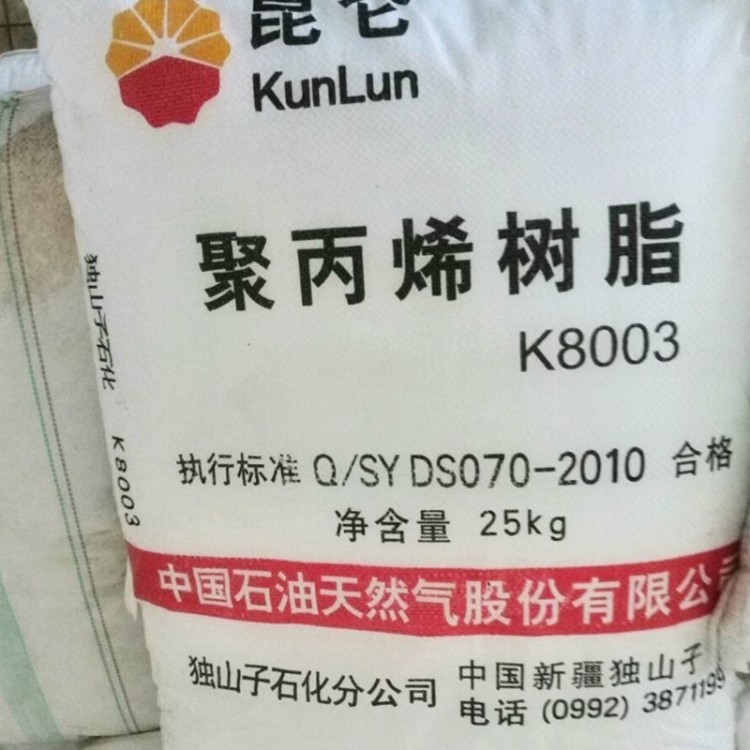 昆仑
KunLun
聚丙烯树脂
K8003
独山子石化 K8003
执行标准 Q/SY DS070-2010 合格
净含量 25kg
中国石油天然气股份有限公
独山子石化分公司
中国新疆独山子
电话 (0992) 3871199